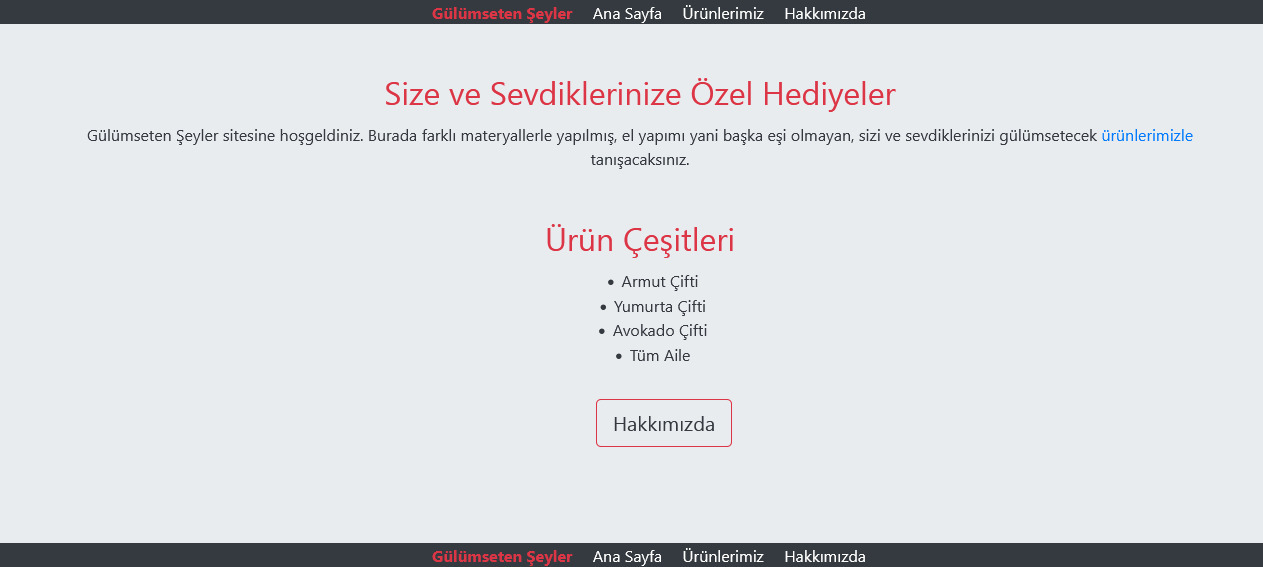 Gülümseten Şeyler Ana Sayfa Ürünlerimiz Hakkımızda
Size ve Sevdiklerinize Özel Hediyeler
Gülümseten Şeyler sitesine hoşgeldiniz. Burada farklı materyallerle yapılmış, el yapımı yani başka eşi olmayan, sizi ve sevdiklerinizi gülümsetecek ürünlerimizle
tanışacaksınız.
Ürün Çeşitleri
• Armut Çifti
• Yumurta Çifti
• Avokado Çifti
• Tüm Aile
Hakkımızda
Gülümseten Şeyler Ana Sayfa Ürünlerimiz Hakkımızda